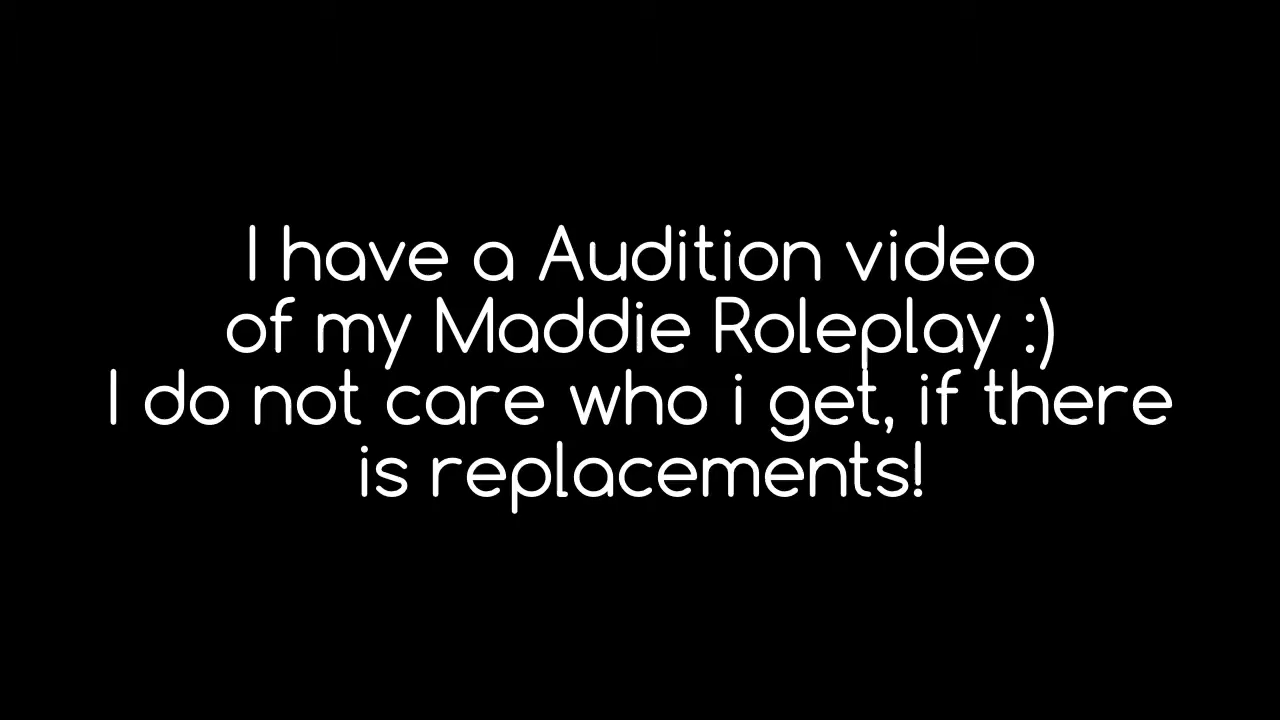 I have a Audition video
of my Maddie Roleplay :)
I do not care who i get, if there
is replacements!